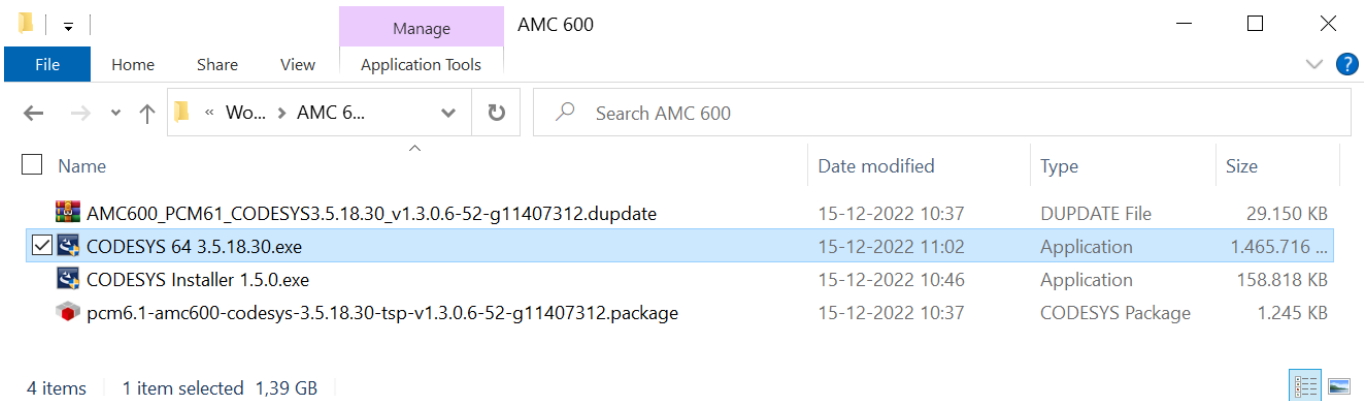 Manage AMC 600
File Home Share View Application Tools ?
« Wo... > AMC 6... Search AMC 600
Name Date modified Type Size
AMC600_PCM61_CODESYS3.5.18.30_v1.3.0.6-52-g11407312.dupdate 15-12-2022 10:37 DUPDATE File 29.150 KB
CODESYS 64 3.5.18.30.exe 15-12-2022 11:02 Application 1.465.716 ...
CODESYS Installer 1.5.0.exe 15-12-2022 10:46 Application 158.818 KB
pcm6.1-amc600-codesys-3.5.18.30-tsp-v1.3.0.6-52-g11407312.package 15-12-2022 10:37 CODESYS Package 1.245 KB
4 items 1 item selected 1,39 GB